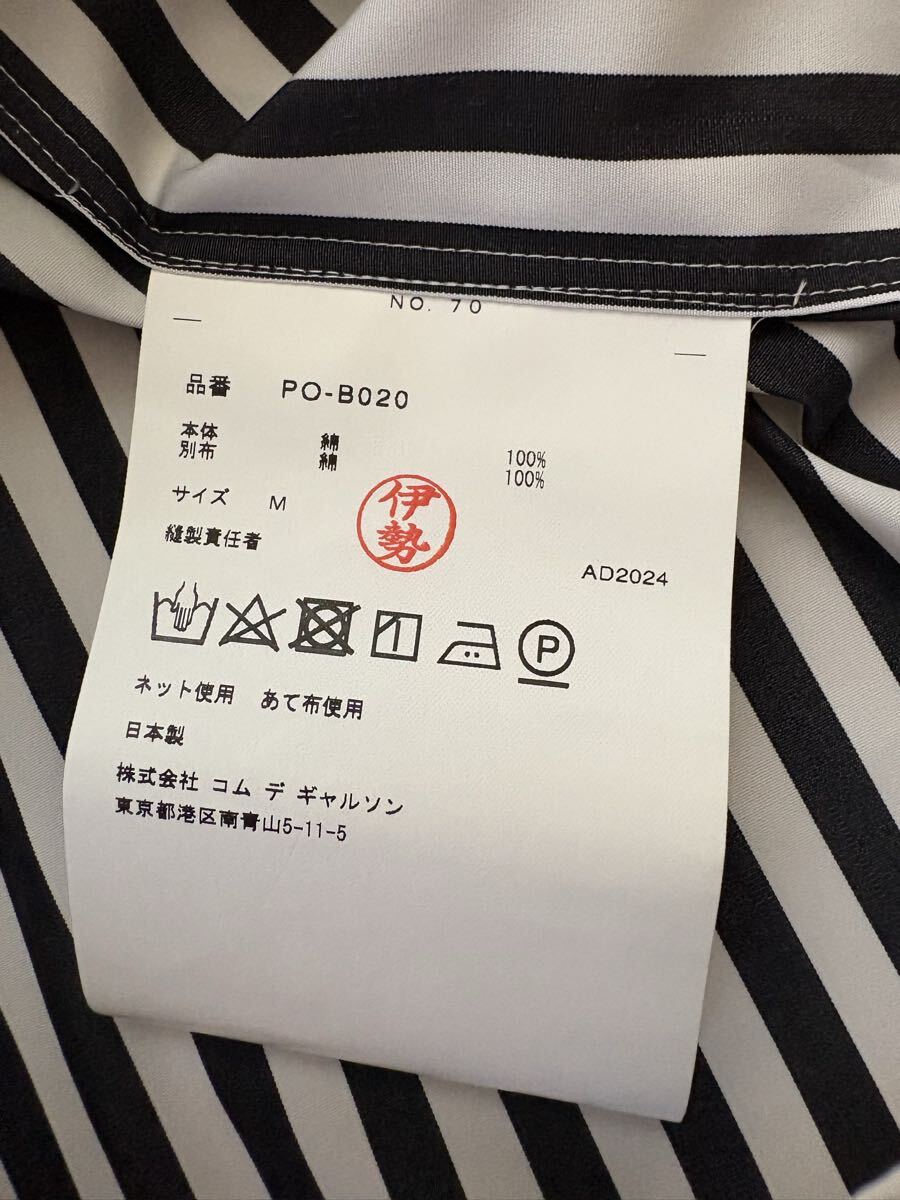 NO. 70
品番 PO-B020
本体 綿 100%
別布 綿 100%
サイズ M
伊勢
縫製責任者
AD2024
P
ネット使用 あて布使用
日本製
株式会社 コム デ ギャルソン
東京都港区南青山5-11-5